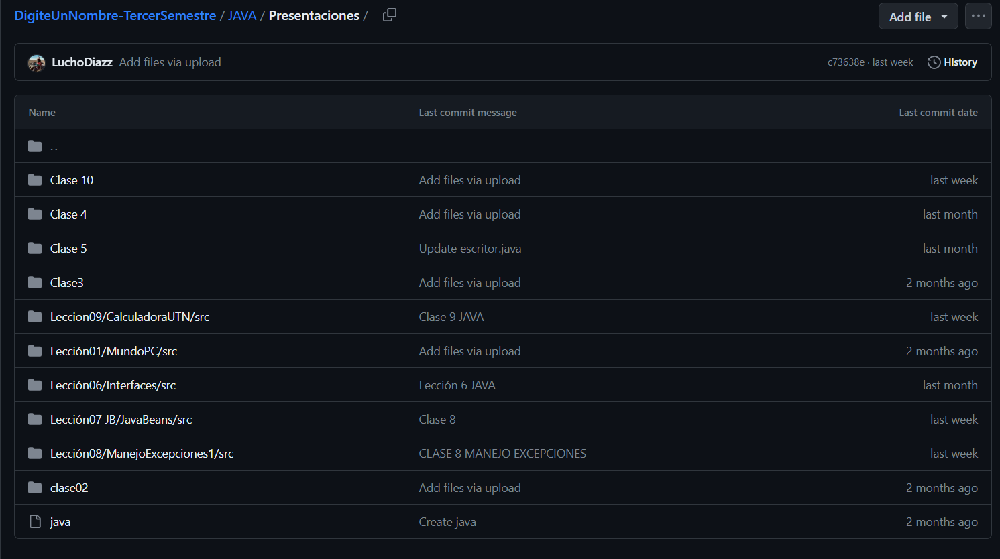 DigiteUnNombre-TercerSemestre / JAVA / Presentaciones / Add file ...
LuchoDiazz Add files via upload c73638e · last week History
Name Last commit message Last commit date
..
Clase 10 Add files via upload last week
Clase 4 Add files via upload last month
Clase 5 Update escritor.java last month
Clase3 Add files via upload 2 months ago
Leccion09/CalculadoraUTN/src Clase 9 JAVA last week
Lección01/MundoPC/src Add files via upload 2 months ago
Lección06/Interfaces/src Lección 6 JAVA last month
Lección07 JB/JavaBeans/src Clase 8 last week
Lección08/ManejoExcepciones1/src CLASE 8 MANEJO EXCEPCIONES last week
clase02 Add files via upload 2 months ago
java Create java 2 months ago